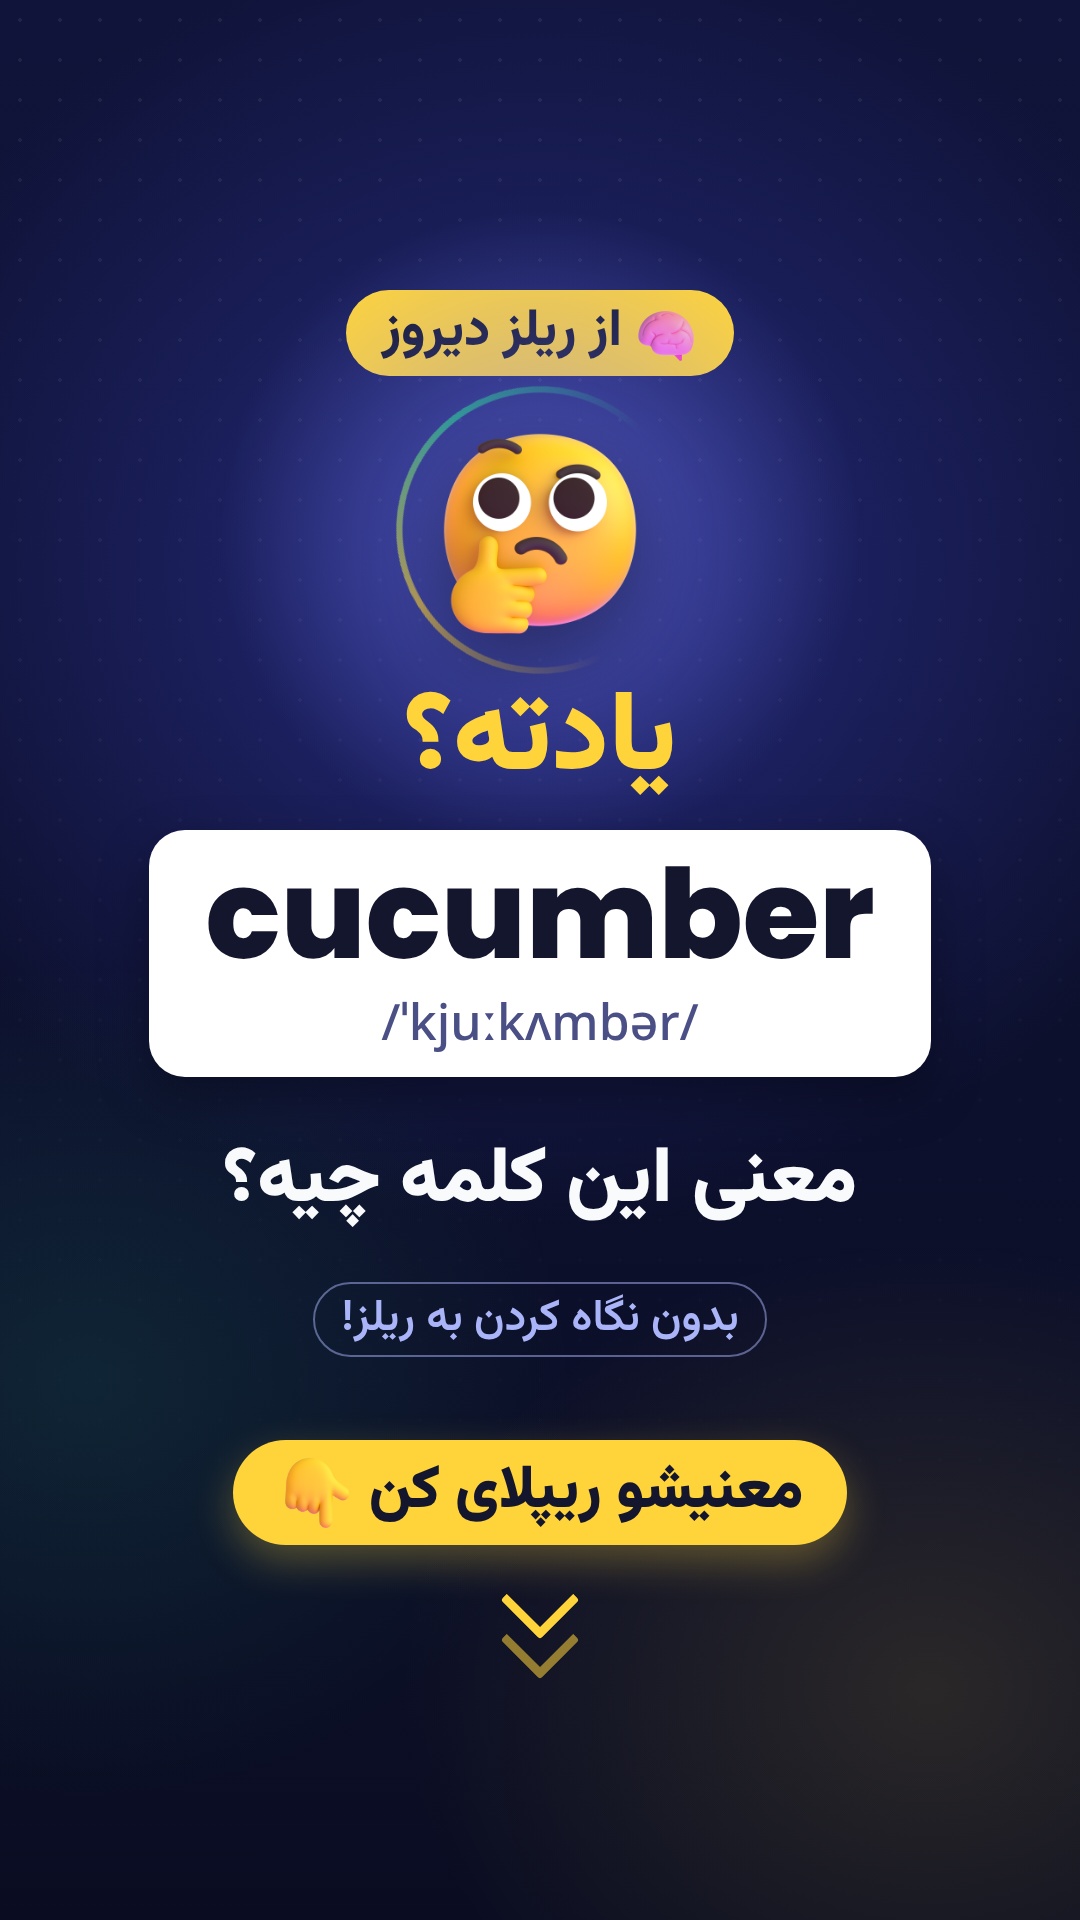 🧠 از ریلز دیروز
یادته؟
cucumber
/ˈkjuːkʌmbər/
معنی این کلمه چیه؟
بدون نگاه کردن به ریلز!
معنیشو ریپلای کن 👇